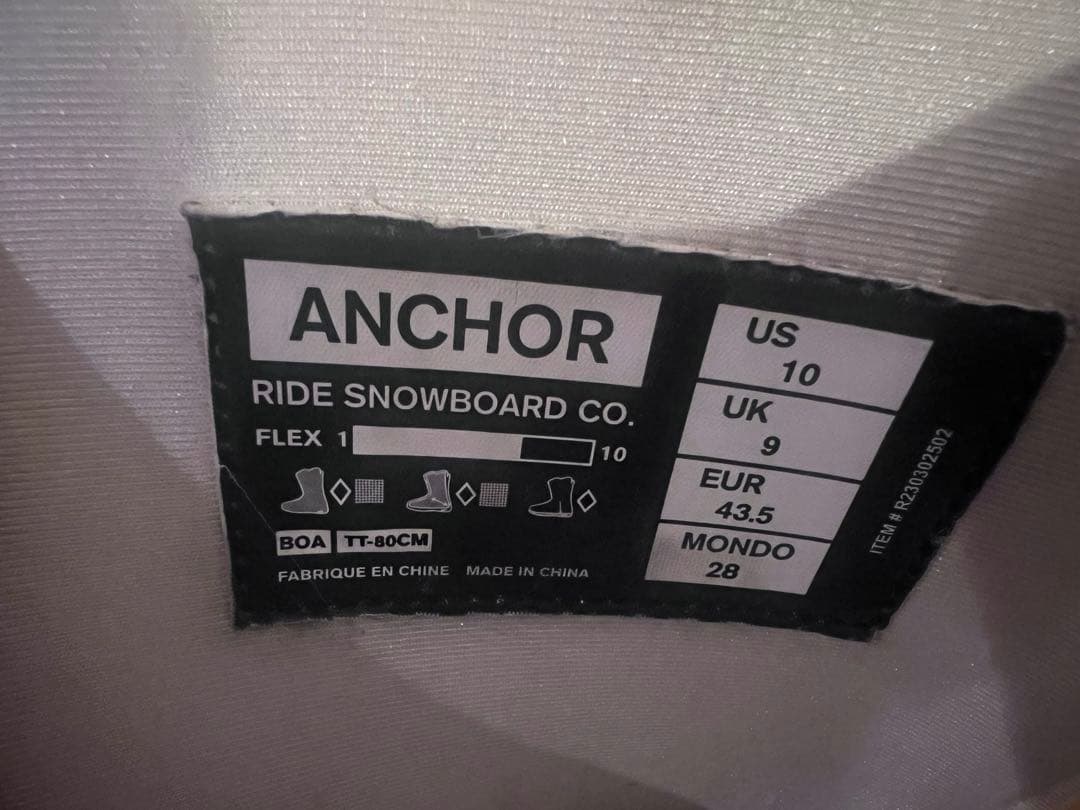 ANCHOR
RIDE SNOWBOARD CO.
FLEX 1 10
BOA TT-80CM
FABRIQUE EN CHINE MADE IN CHINA
US
10
UK
9
EUR
43.5
MONDO
28
ITEM # R230302502